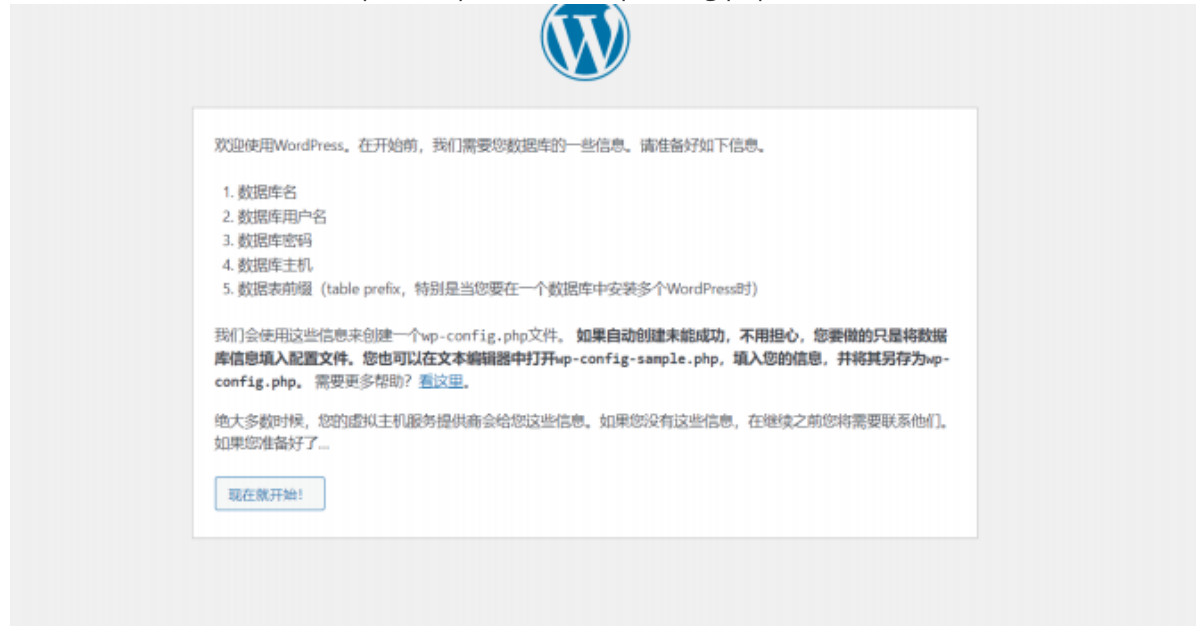 欢迎使用WordPress。在开始前，我们需要您数据库的一些信息。请准备好如下信息。
1. 数据库名
2. 数据库用户名
3. 数据库密码
4. 数据库主机
5. 数据表前缀（table prefix，特别是当您要在一个数据库中安装多个WordPress时）
我们会使用这些信息来创建一个wp-config.php文件。 如果自动创建未能成功，不用担心，您要做的只是将数据
库信息填入配置文件。您也可以在文本编辑器中打开wp-config-sample.php，填入您的信息，并将其另存为wp-
config.php。 需要更多帮助？看这里。
绝大多数时候，您的虚拟主机服务提供商会给您这些信息。如果您没有这些信息，在继续之前您将需要联系他们。
如果您准备好了...
现在就开始！